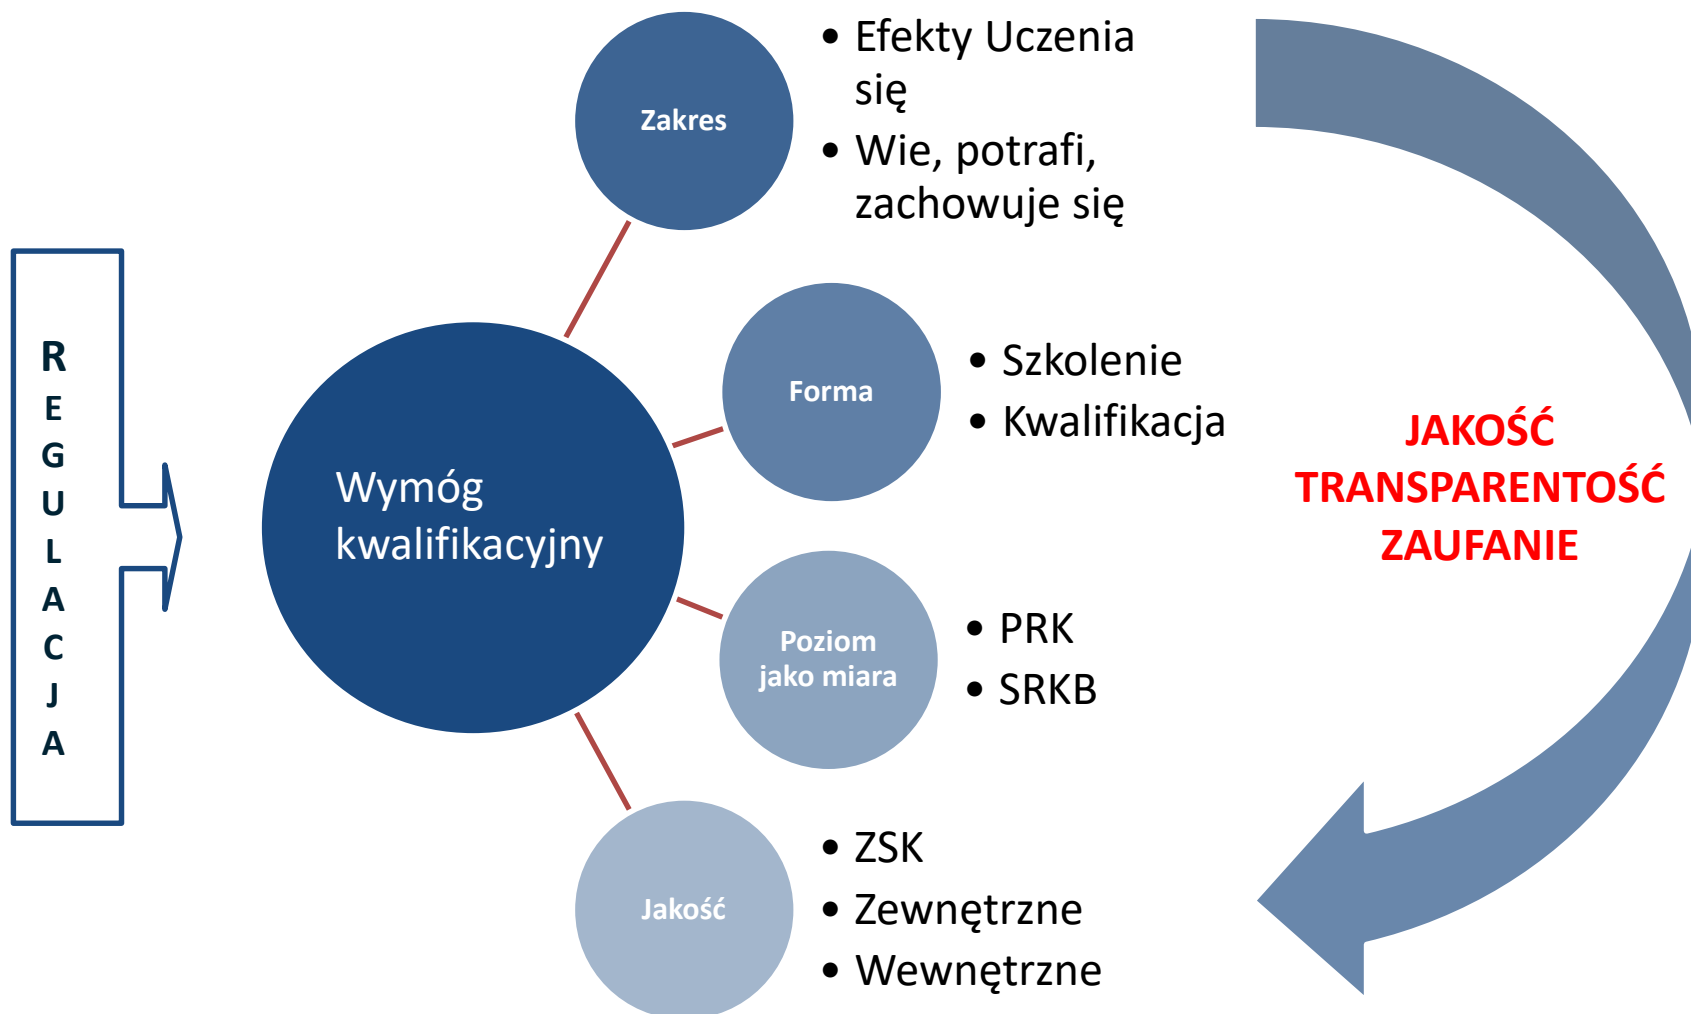 REGULACJA
Wymóg
kwalifikacyjny
Zakres
• Efekty Uczenia
się
• Wie, potrafi,
zachowuje się
Forma
• Szkolenie
• Kwalifikacja
Poziom
jako miara
• PRK
• SRKB
Jakość
• ZSK
• Zewnętrzne
• Wewnętrzne
JAKOŚĆ
TRANSPARENTOŚĆ
ZAUFANIE